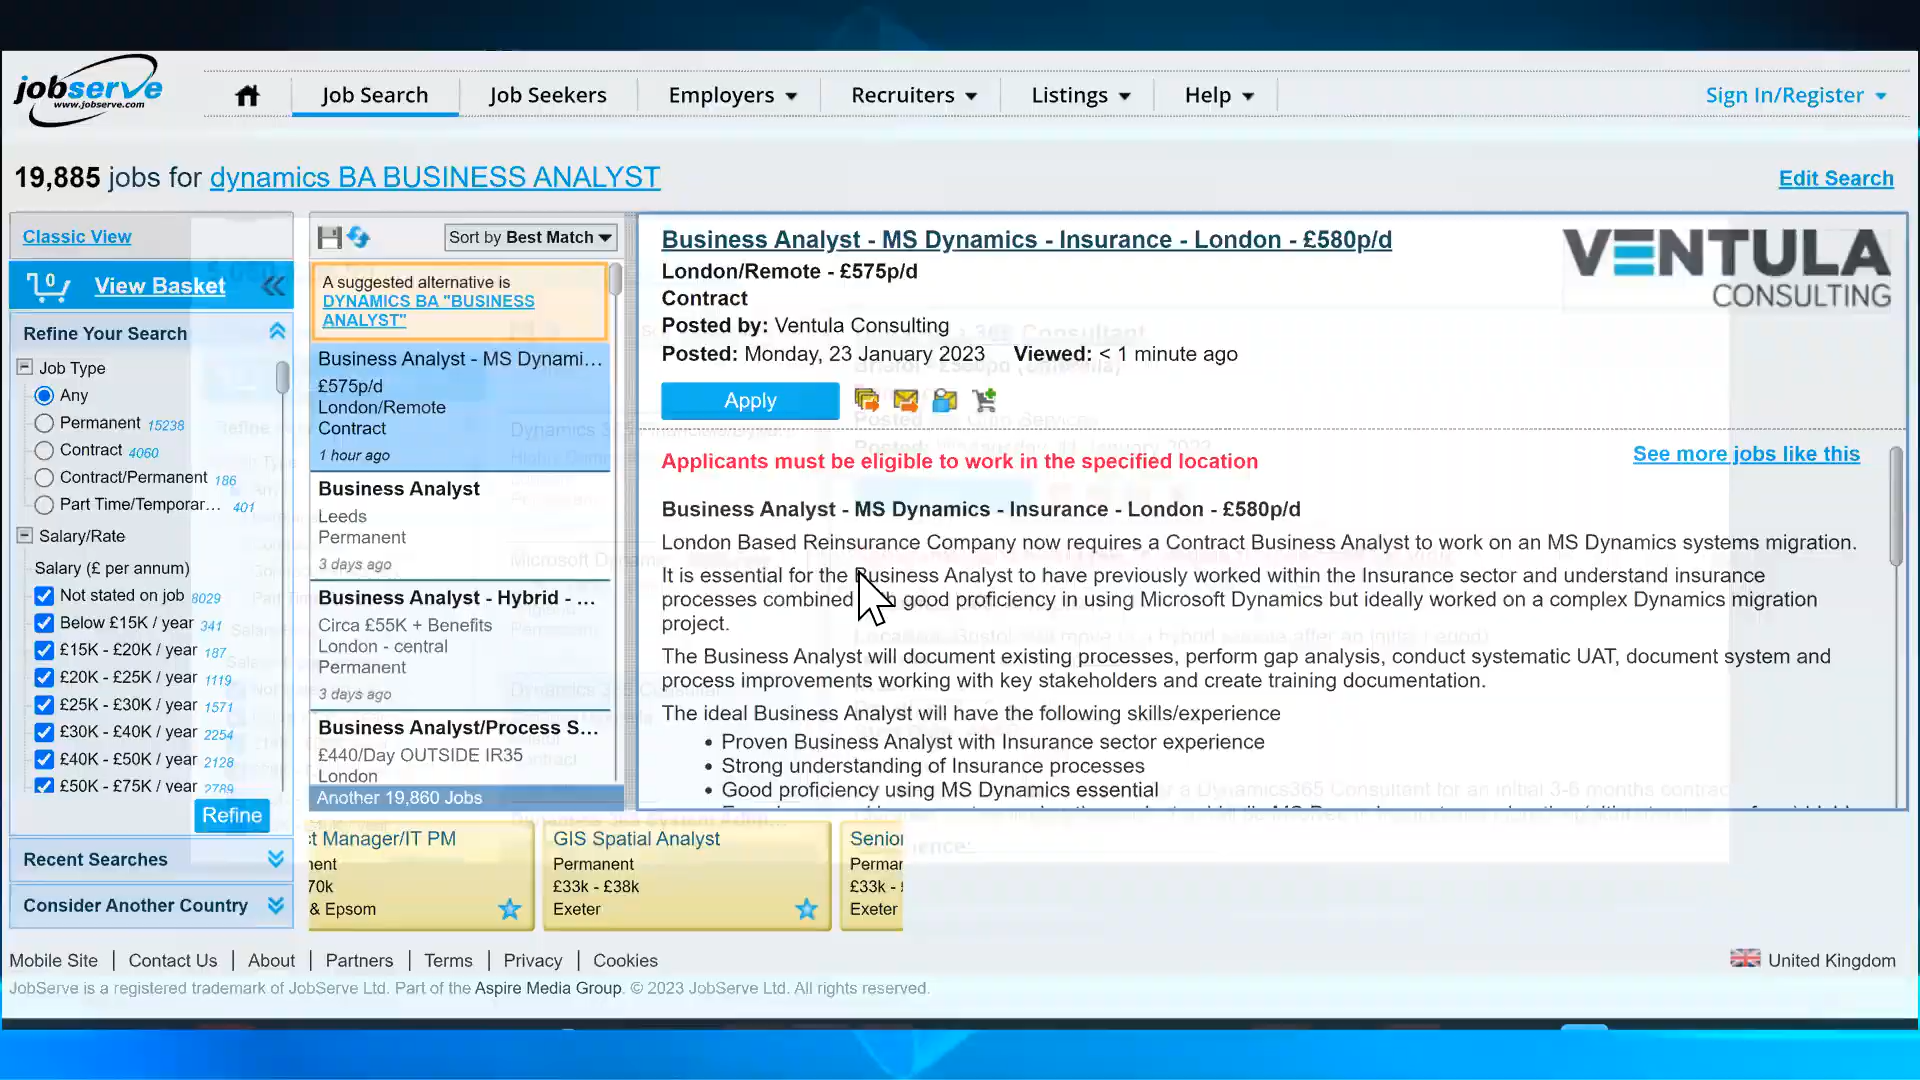 jobserve
www.jobserve.com
Job Search
Job Seekers
Employers
Recruiters
Listings
Help
Sign In/Register
19,885 jobs for dynamics BA BUSINESS ANALYST
Edit Search
Classic View
0 View Basket
Refine Your Search
Job Type
Any
Permanent 15238
Contract 4060
Contract/Permanent 186
Part Time/Temporar... 401
Salary/Rate
Salary (£ per annum)
Not stated on job 8029
Below £15K / year 341
£15K - £20K / year 187
£20K - £25K / year 1119
£25K - £30K / year 1571
£30K - £40K / year 2254
£40K - £50K / year 2128
£50K - £75K / year 2789
Refine
Recent Searches
Consider Another Country
Sort by Best Match
A suggested alternative is
DYNAMICS BA "BUSINESS
ANALYST"
Business Analyst - MS Dynami...
£575p/d
London/Remote
Contract
1 hour ago
Business Analyst
Leeds
Permanent
3 days ago
Business Analyst - Hybrid - ...
Circa £55K + Benefits
London - central
Permanent
3 days ago
Business Analyst/Process S...
£440/Day OUTSIDE IR35
London
Another 19,860 Jobs
Business Analyst - MS Dynamics - Insurance - London - £580p/d
London/Remote - £575p/d
Contract
Posted by: Ventula Consulting
Posted: Monday, 23 January 2023 Viewed: < 1 minute ago
VENTULA
CONSULTING
Apply
See more jobs like this
Applicants must be eligible to work in the specified location
Business Analyst - MS Dynamics - Insurance - London - £580p/d
London Based Reinsurance Company now requires a Contract Business Analyst to work on an MS Dynamics systems migration.
It is essential for the Business Analyst to have previously worked within the Insurance sector and understand insurance
processes combined good proficiency in using Microsoft Dynamics but ideally worked on a complex Dynamics migration
project.
The Business Analyst will document existing processes, perform gap analysis, conduct systematic UAT, document system and
process improvements working with key stakeholders and create training documentation.
The ideal Business Analyst will have the following skills/experience
• Proven Business Analyst with Insurance sector experience
• Strong understanding of Insurance processes
• Good proficiency using MS Dynamics essential
t Manager/IT PM
nent
70k
& Epsom
GIS Spatial Analyst
Permanent
£33k - £38k
Exeter
Senior
Permar
£33k -
Exeter
Mobile Site | Contact Us | About | Partners | Terms | Privacy | Cookies
United Kingdom
JobServe is a registered trademark of JobServe Ltd. Part of the Aspire Media Group. © 2023 JobServe Ltd. All rights reserved.